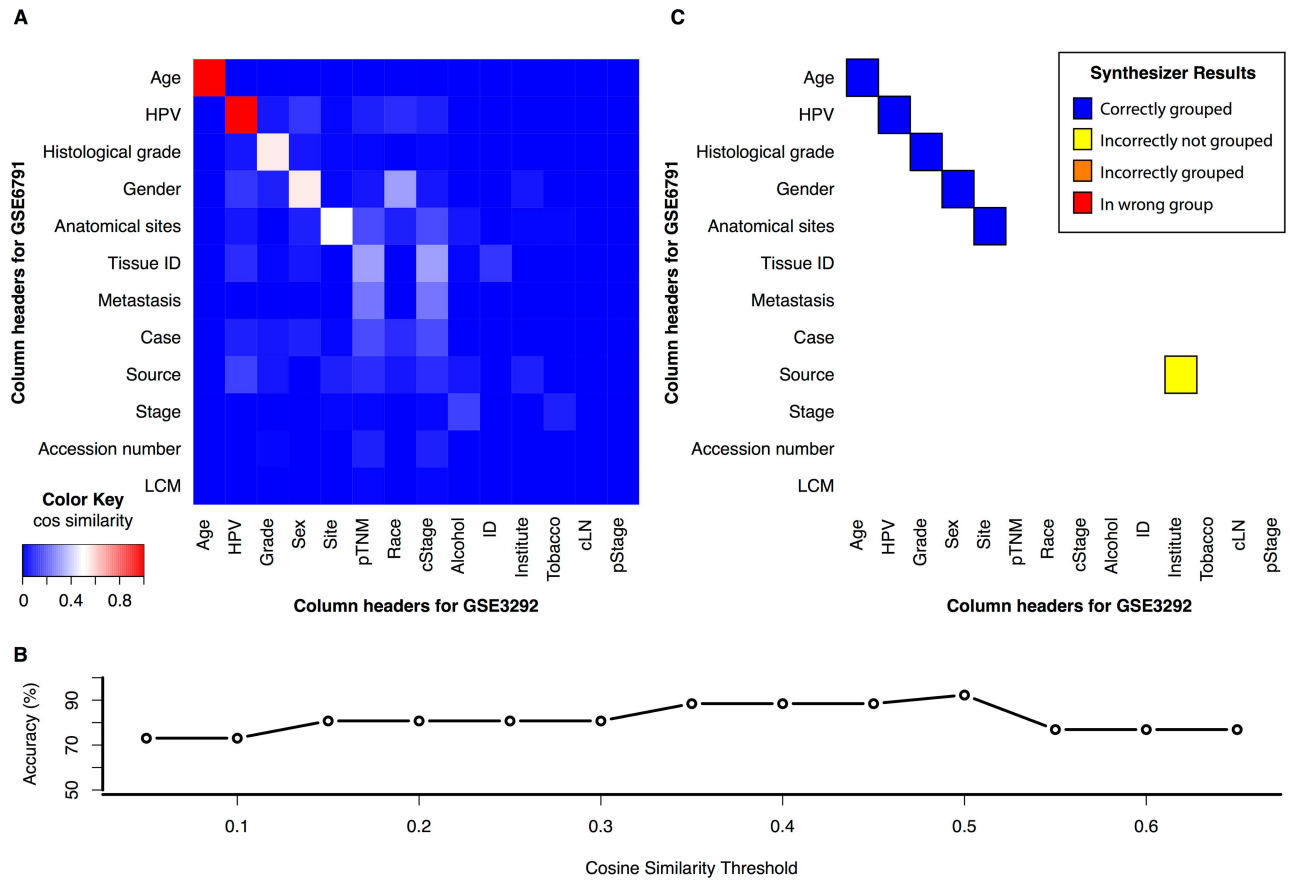 A
Age
HPV
Histological grade
Gender
Anatomical sites
Tissue ID
Metastasis
Case
Source
Stage
Accession number
LCM
Column headers for GSE6791
Color Key
cos similarity
0 0.4 0.8
Age HPV Grade Sex Site pTNM Race cStage Alcohol ID Institute Tobacco cLN pStage
Column headers for GSE3292
C
Age
HPV
Histological grade
Gender
Anatomical sites
Tissue ID
Metastasis
Case
Source
Stage
Accession number
LCM
Column headers for GSE6791
Synthesizer Results
Correctly grouped
Incorrectly not grouped
Incorrectly grouped
In wrong group
Age HPV Grade Sex Site pTNM Race cStage Alcohol ID Institute Tobacco cLN pStage
Column headers for GSE3292
B
Accuracy (%)
90
70
50
0.1 0.2 0.3 0.4 0.5 0.6
Cosine Similarity Threshold